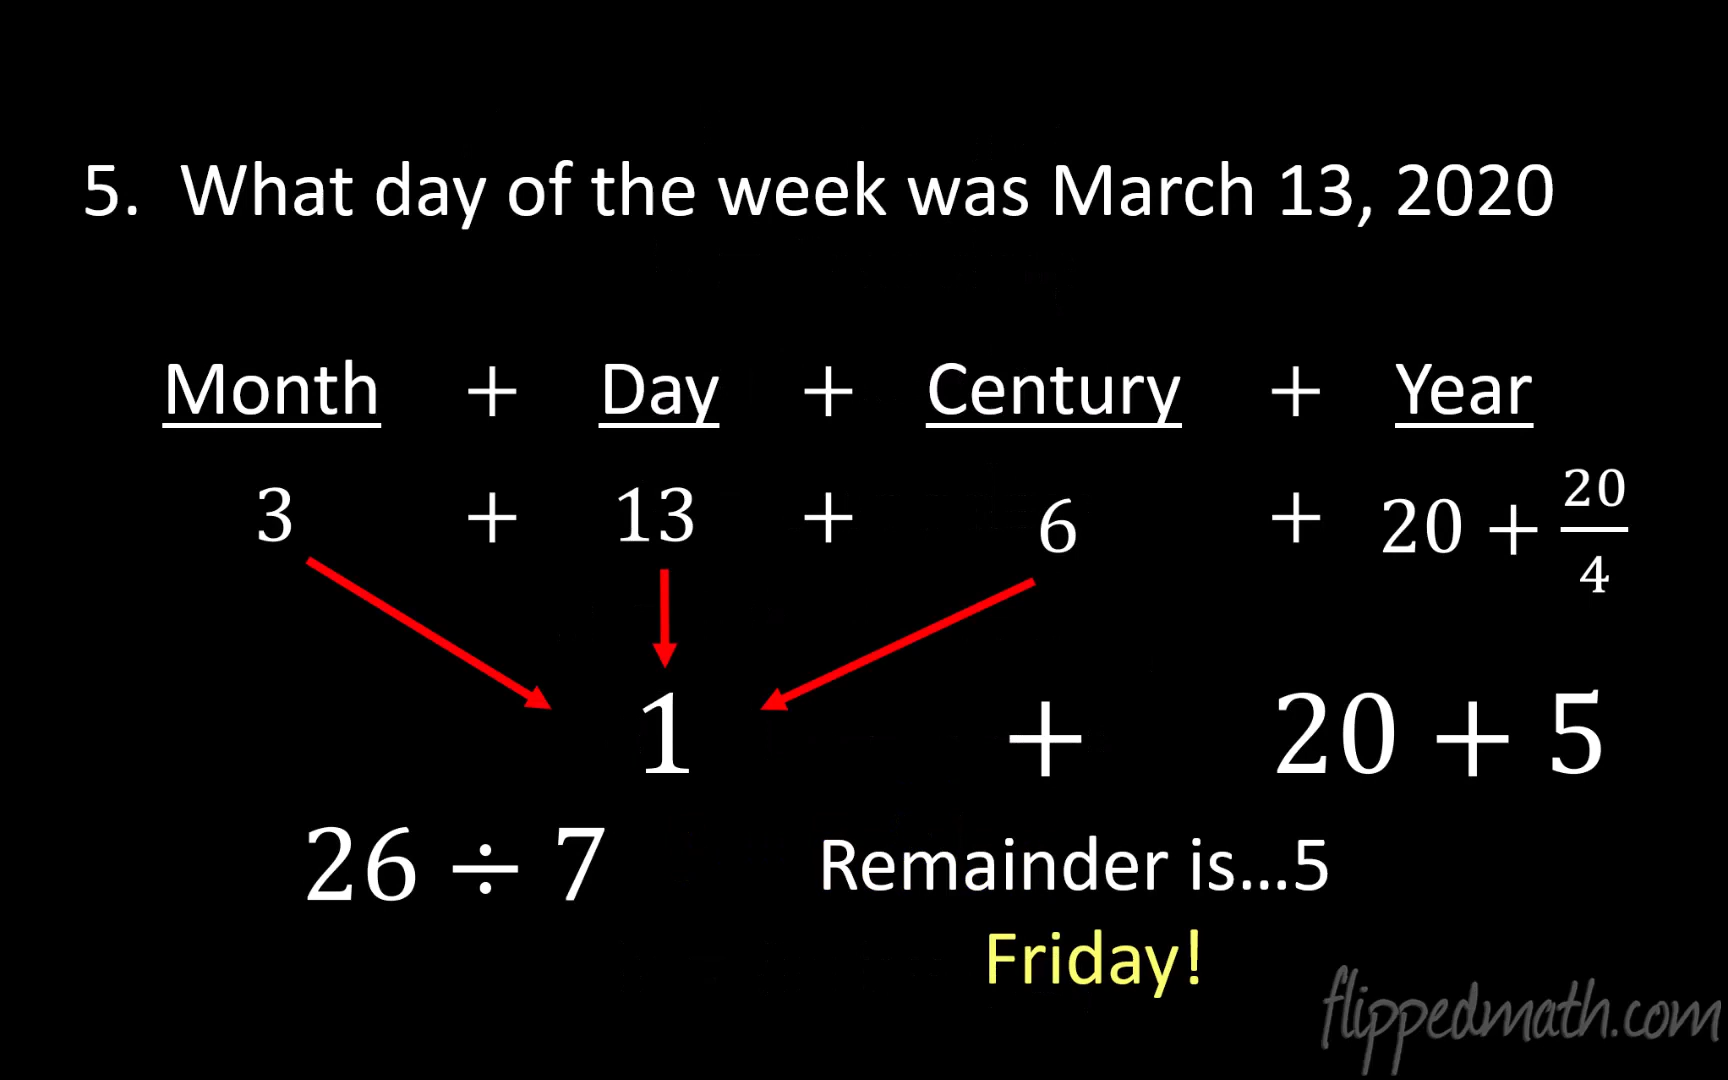 5. What day of the week was March 13, 2020
Month + Day + Century + Year
3 + 13 + 6 + 20 + 20/4
1 + 20 + 5
26 ÷ 7 Remainder is...5
Friday!
flippedmath.com